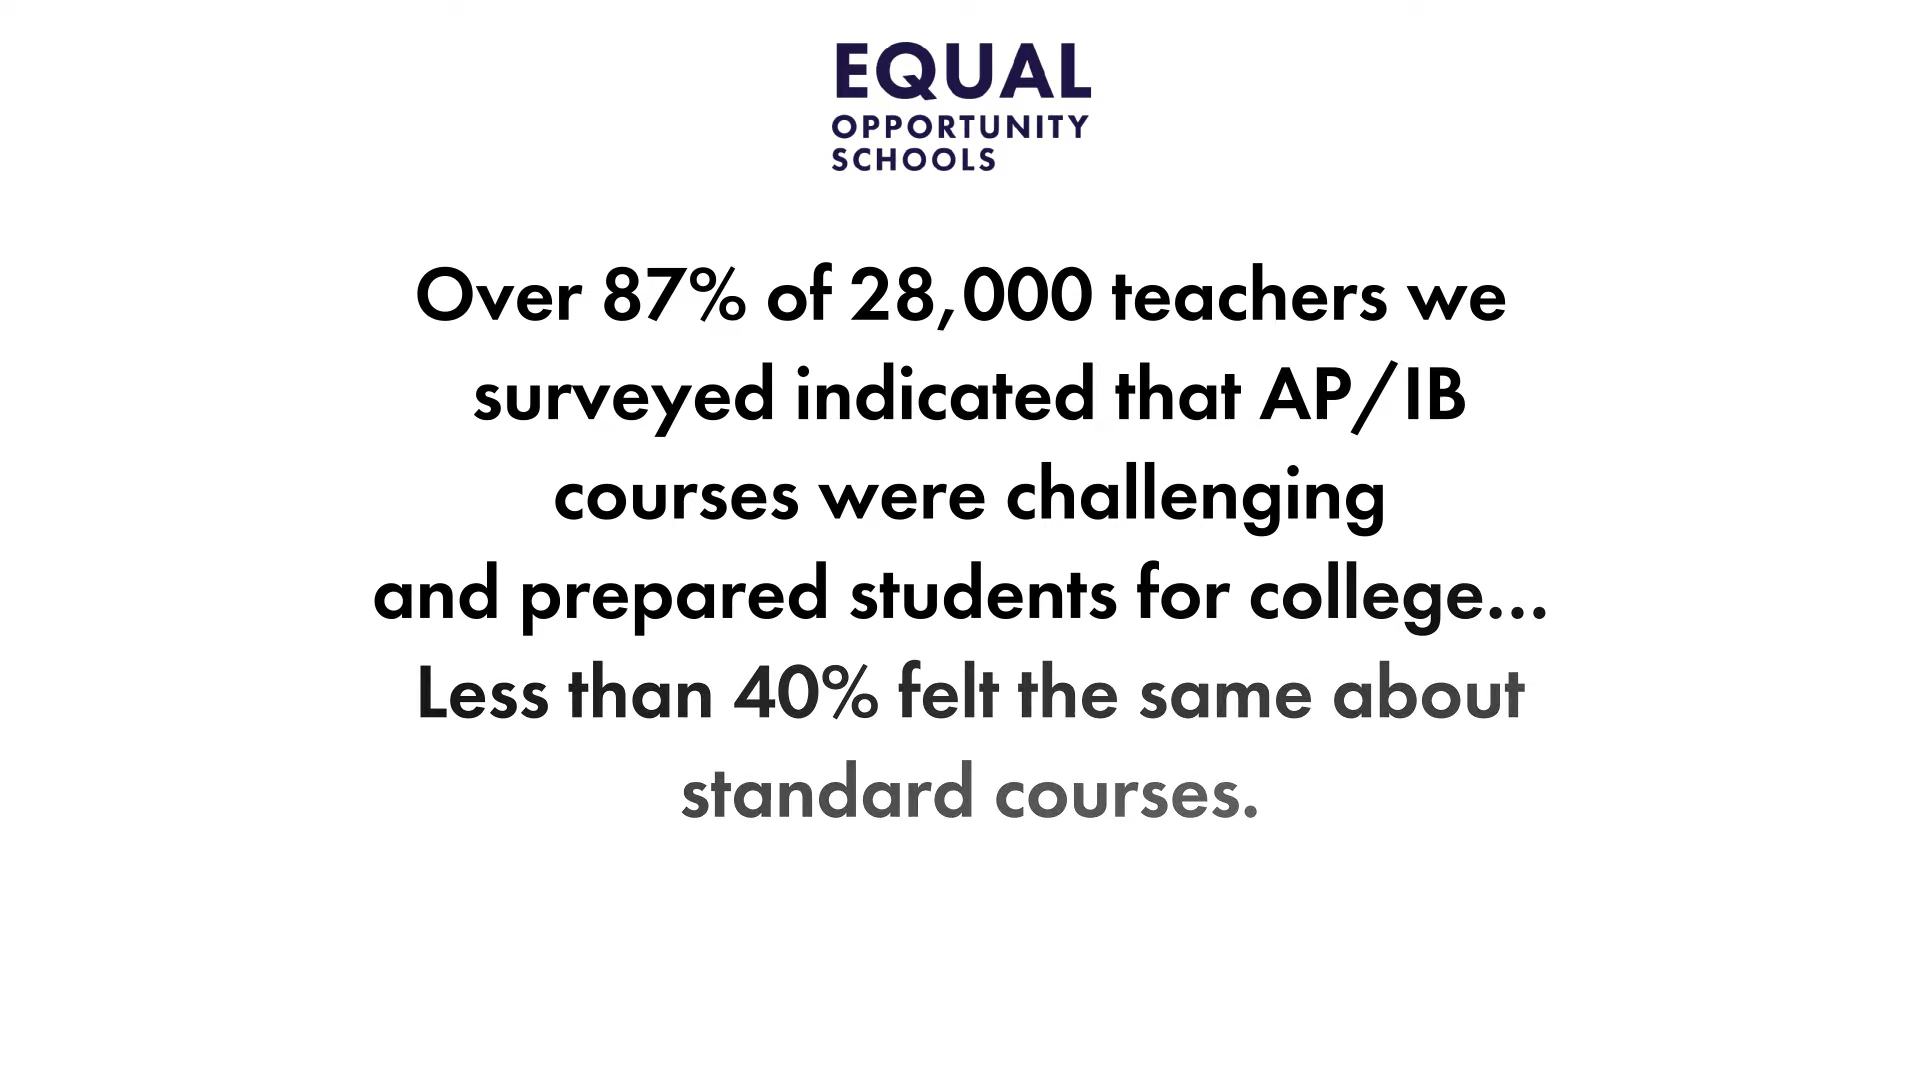 EQUAL
OPPORTUNITY
SCHOOLS
Over 87% of 28,000 teachers we
surveyed indicated that AP/IB
courses were challenging
and prepared students for college...
Less than 40% felt the same about
standard courses.